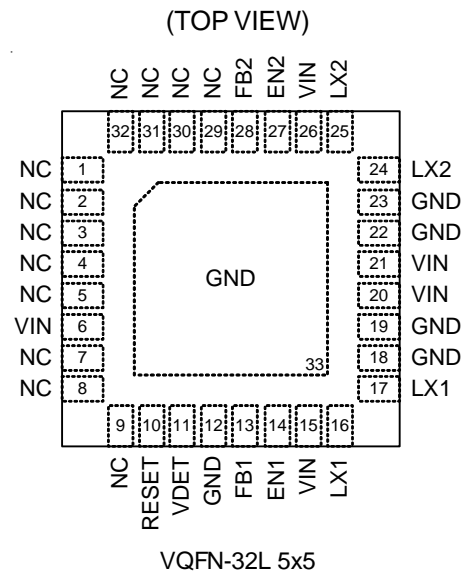 (TOP VIEW)
NC NC NC NC FB2 EN2 VIN LX2
32 31 30 29 28 27 26 25
NC 1 24 LX2
NC 2 23 GND
NC 3 22 GND
NC 4 21 VIN
NC 5 20 VIN
VIN 6 19 GND
NC 7 18 GND
NC 8 17 LX1
GND
33
9 10 11 12 13 14 15 16
NC RESET VDET GND FB1 EN1 VIN LX1
VQFN-32L 5x5